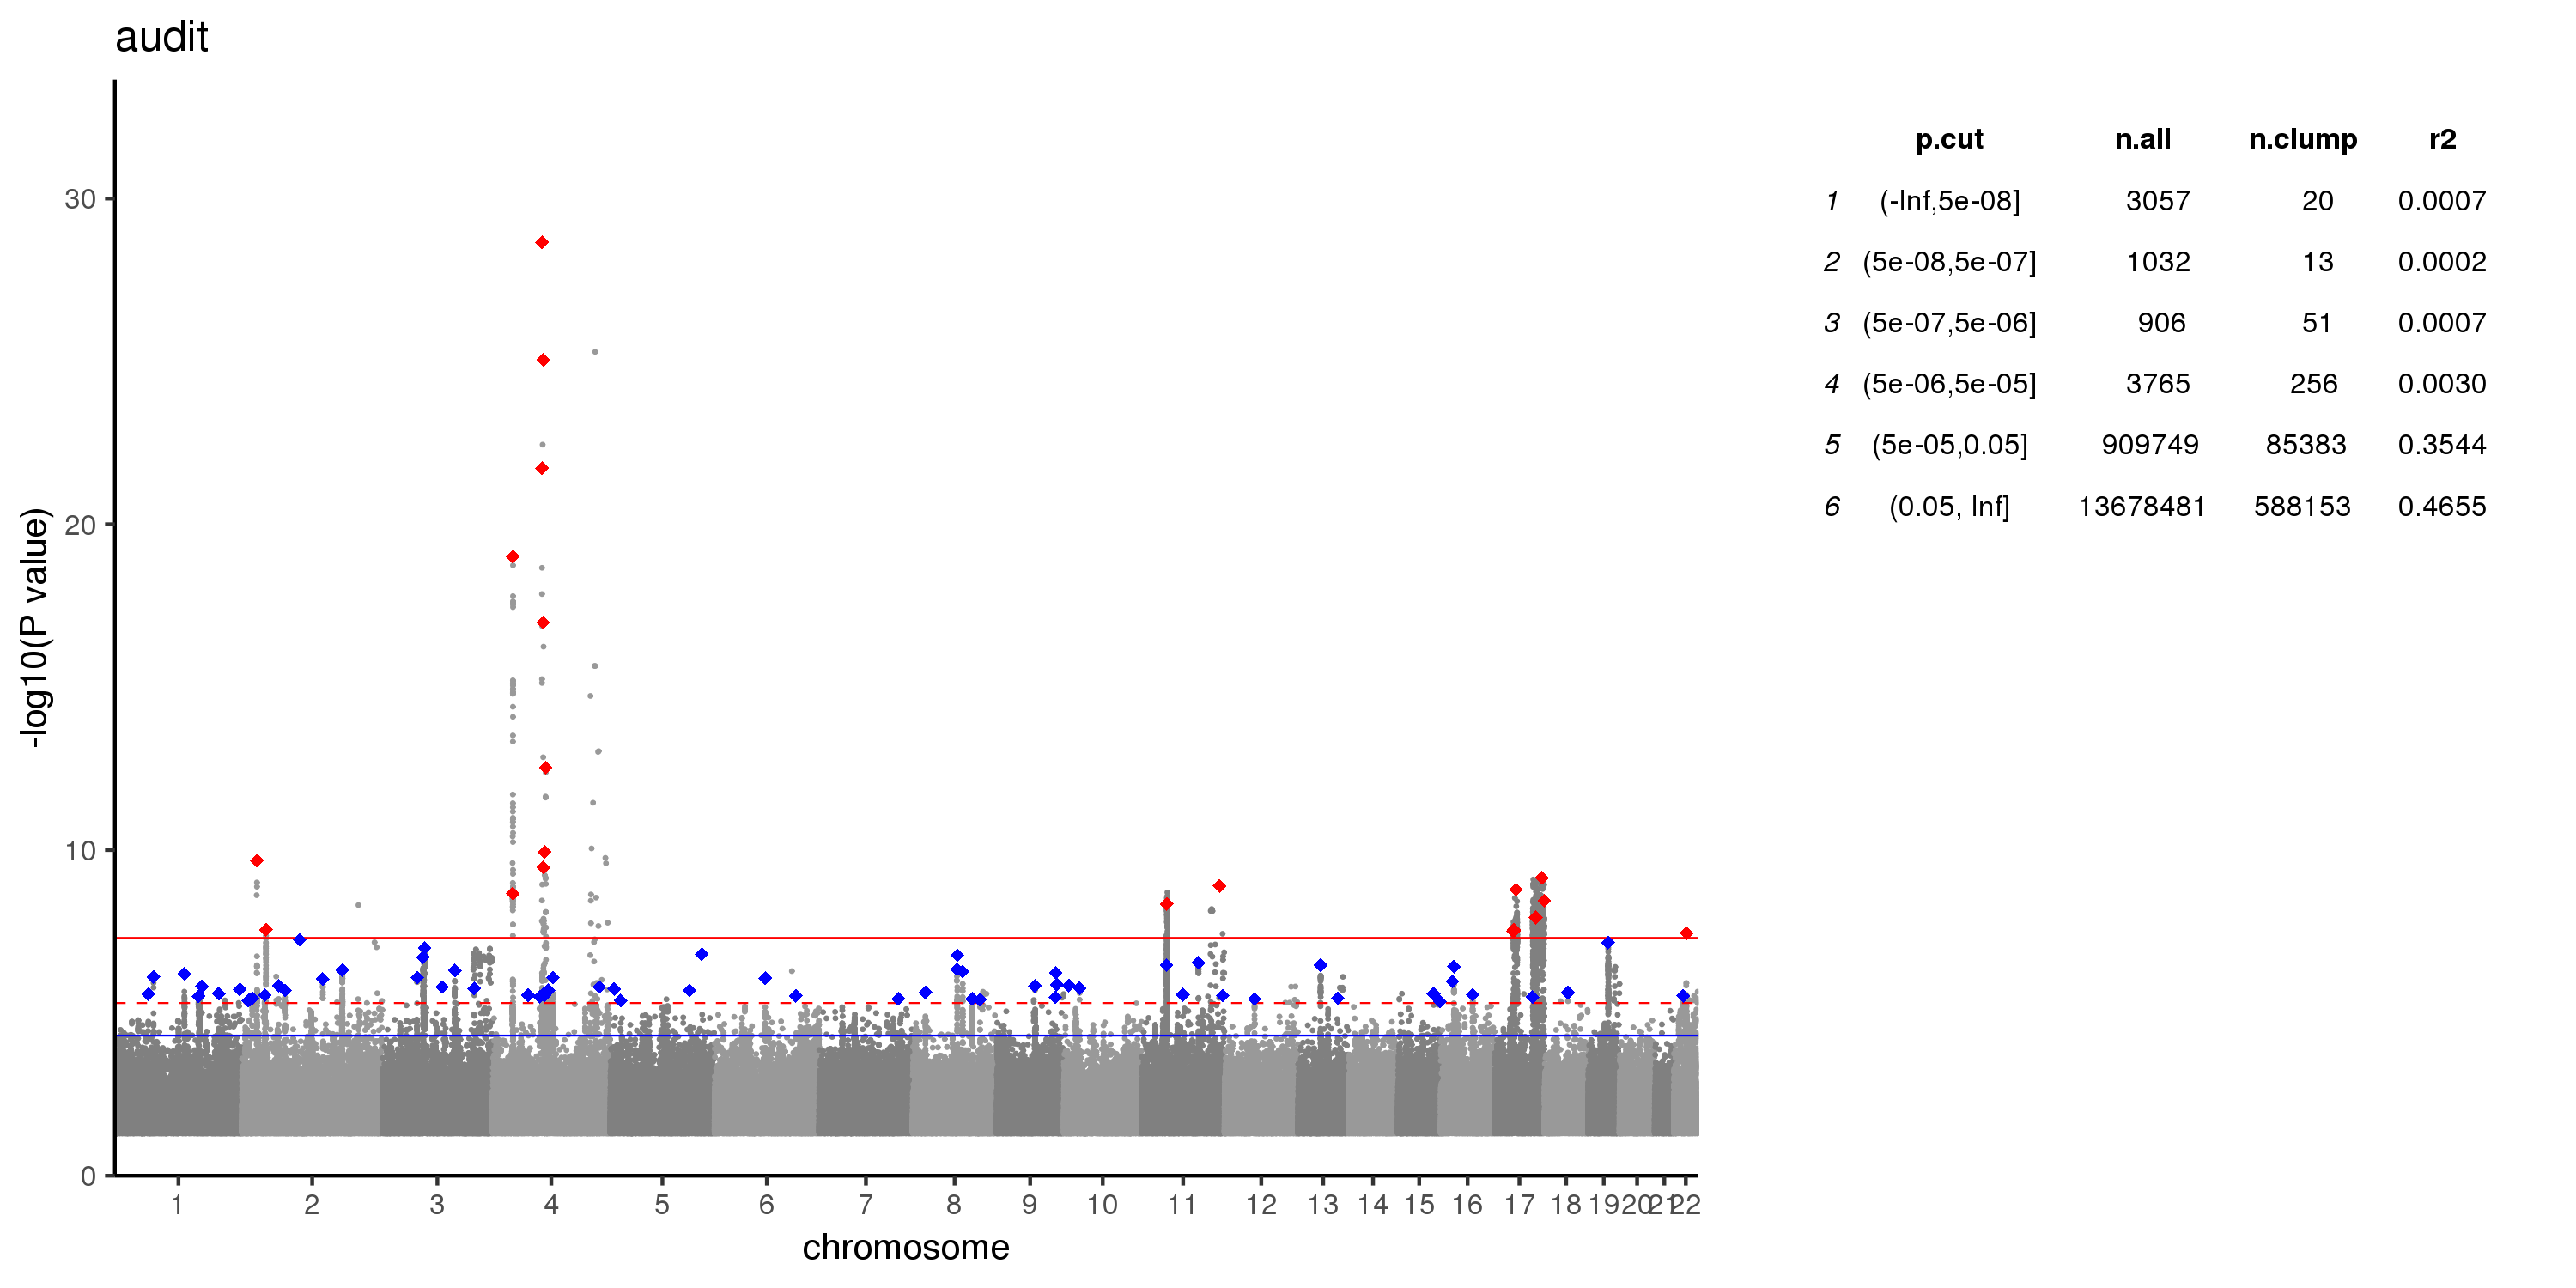 audit
-log10(P value)
30
20
10
0
1 2 3 4 5 6 7 8 9 10 11 12 13 14 15 16 17 18 19 20 21 22
chromosome
p.cut n.all n.clump r2
1 (-Inf,5e-08] 3057 20 0.0007
2 (5e-08,5e-07] 1032 13 0.0002
3 (5e-07,5e-06] 906 51 0.0007
4 (5e-06,5e-05] 3765 256 0.0030
5 (5e-05,0.05] 909749 85383 0.3544
6 (0.05, Inf] 13678481 588153 0.4655